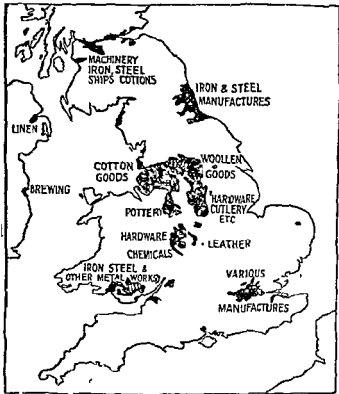 MACHINERY
IRON, STEEL
SHIPS COTTONS
IRON & STEEL
MANUFACTURES
LINEN
COTTON
GOODS
WOOLLEN
GOODS
BREWING
HARDWARE
CUTLERY
ETC
POTTERY
HARDWARE
CHEMICALS
LEATHER
IRON STEEL &
OTHER METAL WORKS
VARIOUS
MANUFACTURES